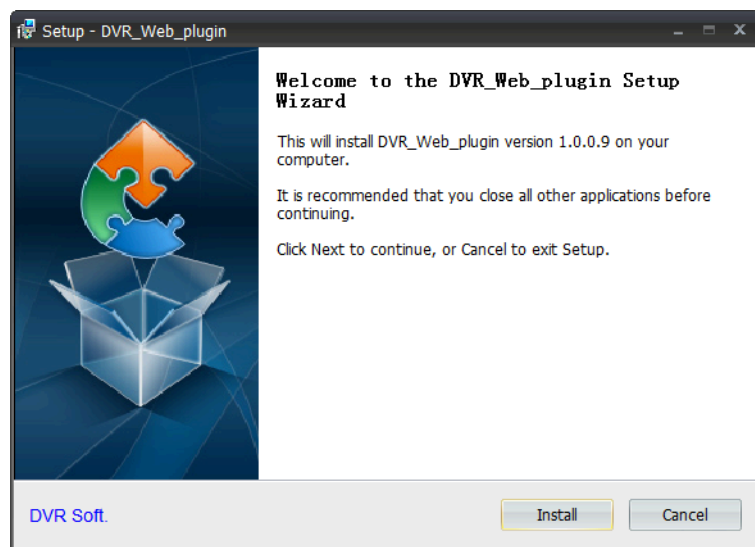 Setup - DVR_Web_plugin
Welcome to the DVR_Web_plugin Setup
Wizard
This will install DVR_Web_plugin version 1.0.0.9 on your
computer.
It is recommended that you close all other applications before
continuing.
Click Next to continue, or Cancel to exit Setup.
DVR Soft.
Install
Cancel